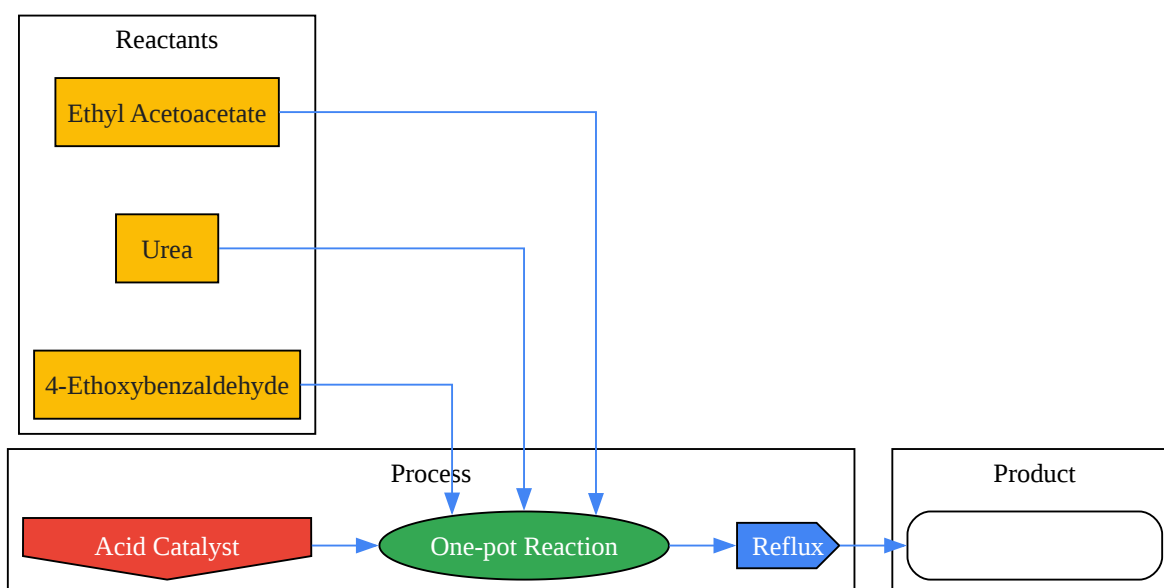 Reactants
Ethyl Acetoacetate
Urea
4-Ethoxybenzaldehyde
Process
Product
Acid Catalyst
One-pot Reaction
Reflux